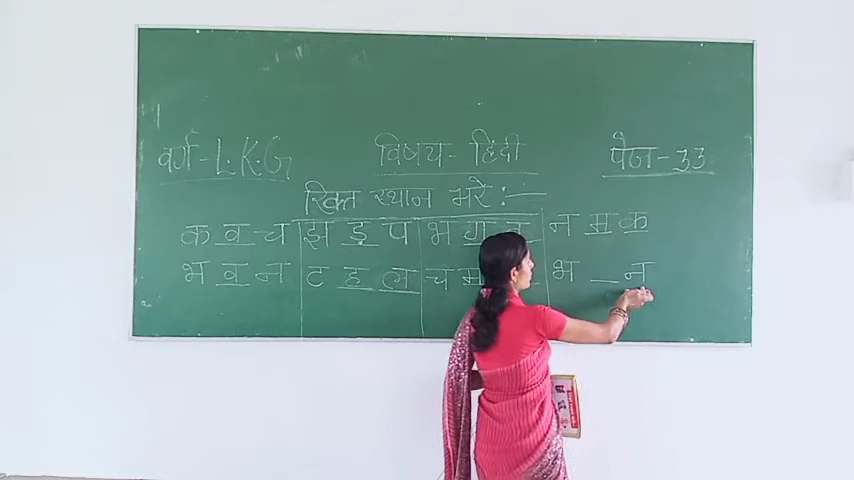 वर्ग - L.K.G विषय - हिंदी पेज - 33
रिक्त स्थान भरे :-
क व च झ ड़ प भ ग न म क
भ व न ट ह ल च म भ _ न